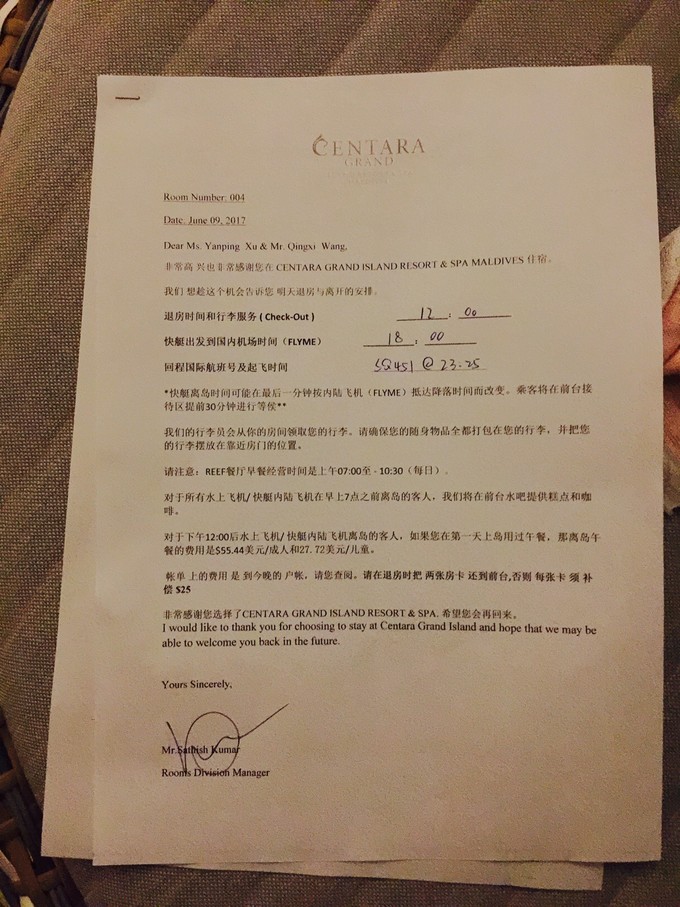 CENTARA
GRAND
Room Number: 004
Date: June 09, 2017
Dear Ms. Yanping Xu & Mr. Qingxi Wang,
非常高 兴也非常感谢您在 CENTARA GRAND ISLAND RESORT & SPA MALDIVES 住宿。
我们 想趁这个机会告诉您 明天退房与离开的安排。
退房时间和行李服务 ( Check-Out ) 12 : 00
快艇出发到国内机场时间（FLYME） 18 : 00
回程国际航班号及起飞时间 SQ451 @ 23.25
*快艇离岛时间可能在最后一分钟按内陆飞机（FLYME）抵达降落时间而改变。乘客将在前台接
待区提前30分钟进行等侯**
我们的行李员会从你的房间领取您的行李。请确保您的随身物品全都打包在您的行李，并把您
的行李摆放在靠近房门的位置。
请注意：REEF餐厅早餐经营时间是上午07:00至 - 10:30（每日）.
对于所有水上飞机/ 快艇内陆飞机在早上7点之前离岛的客人，我们将在前台水吧提供糕点和咖
啡。
对于下午12:00后水上飞机/ 快艇内陆飞机离岛的客人，如果您在第一天上岛用过午餐，那离岛午
餐的费用是$55.44美元/成人和27.72美元/儿童。
帐单 上的费用 是 到今晚的 户帐，请您查阅。请在退房时把 两张房卡 还到前台,否则 每张卡 须 补
偿 $25
非常感谢您选择了CENTARA GRAND ISLAND RESORT & SPA. 希望您会再回来。
I would like to thank you for choosing to stay at Centara Grand Island and hope that we may be
able to welcome you back in the future.
Yours Sincerely,
Mr.Sathish Kumar
Rooms Division Manager